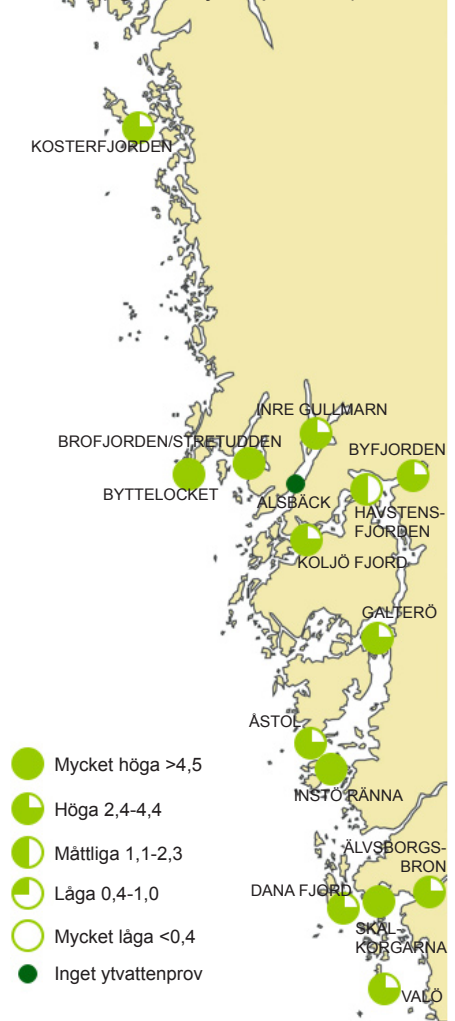 KOSTERFJORDEN
INRE GULLMARN
BROFJORDEN/STRETUDDEN
BYFJORDEN
BYTTELOCKET
ALSBÄCK
HAVSTENS-
FJORDEN
KOLJÖ FJORD
GALTERÖ
ÅSTOL
INSTÖ RÄNNA
ÄLVSBORGS-
BRON
DANA FJORD
SKAL-
KORGARNA
VALÖ
Mycket höga >4,5
Höga 2,4-4,4
Måttliga 1,1-2,3
Låga 0,4-1,0
Mycket låga <0,4
Inget ytvattenprov